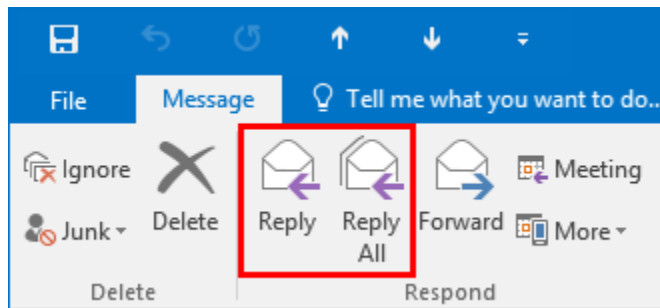 File Message Tell me what you want to do..
Ignore
Junk
Delete
Reply
Reply
All
Forward
Meeting
More
Delete
Respond